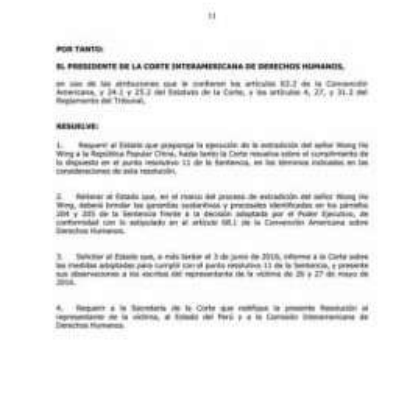 11
POR TANTO:
EL PRESIDENTE DE LA CORTE INTERAMERICANA DE DERECHOS HUMANOS,
en uso de las atribuciones que le confieren los artículos 63.2 de la Convención
Americana, y 24.1 y 25.2 del Estatuto de la Corte, y los artículos 4, 27, y 31.2 del
Reglamento del Tribunal,
RESUELVE:
1. Requerir al Estado que posponga la ejecución de la extradición del señor Wong Ho
Wing a la República Popular China, hasta tanto la Corte resuelva sobre el cumplimiento de
lo dispuesto en el punto resolutivo 11 de la Sentencia, en los términos indicados en las
consideraciones de esta resolución.
2. Reiterar al Estado que, en el marco del proceso de extradición del señor Wong Ho
Wing, deberá brindar las garantías sustantivas y procesales identificadas en los párrafos
204 y 205 de la Sentencia frente a la decisión adoptada por el Poder Ejecutivo, de
conformidad con lo estipulado en el artículo 68.1 de la Convención Americana sobre
Derechos Humanos.
3. Solicitar al Estado que, a más tardar el 3 de junio de 2016, informe a la Corte sobre
las medidas adoptadas para cumplir con el punto resolutivo 11 de la Sentencia, y presente
sus observaciones a los escritos del representante de la víctima de 26 y 27 de mayo de
2016.
4. Requerir a la Secretaría de la Corte que notifique la presente Resolución al
representante de la víctima, al Estado del Perú y a la Comisión Interamericana de
Derechos Humanos.